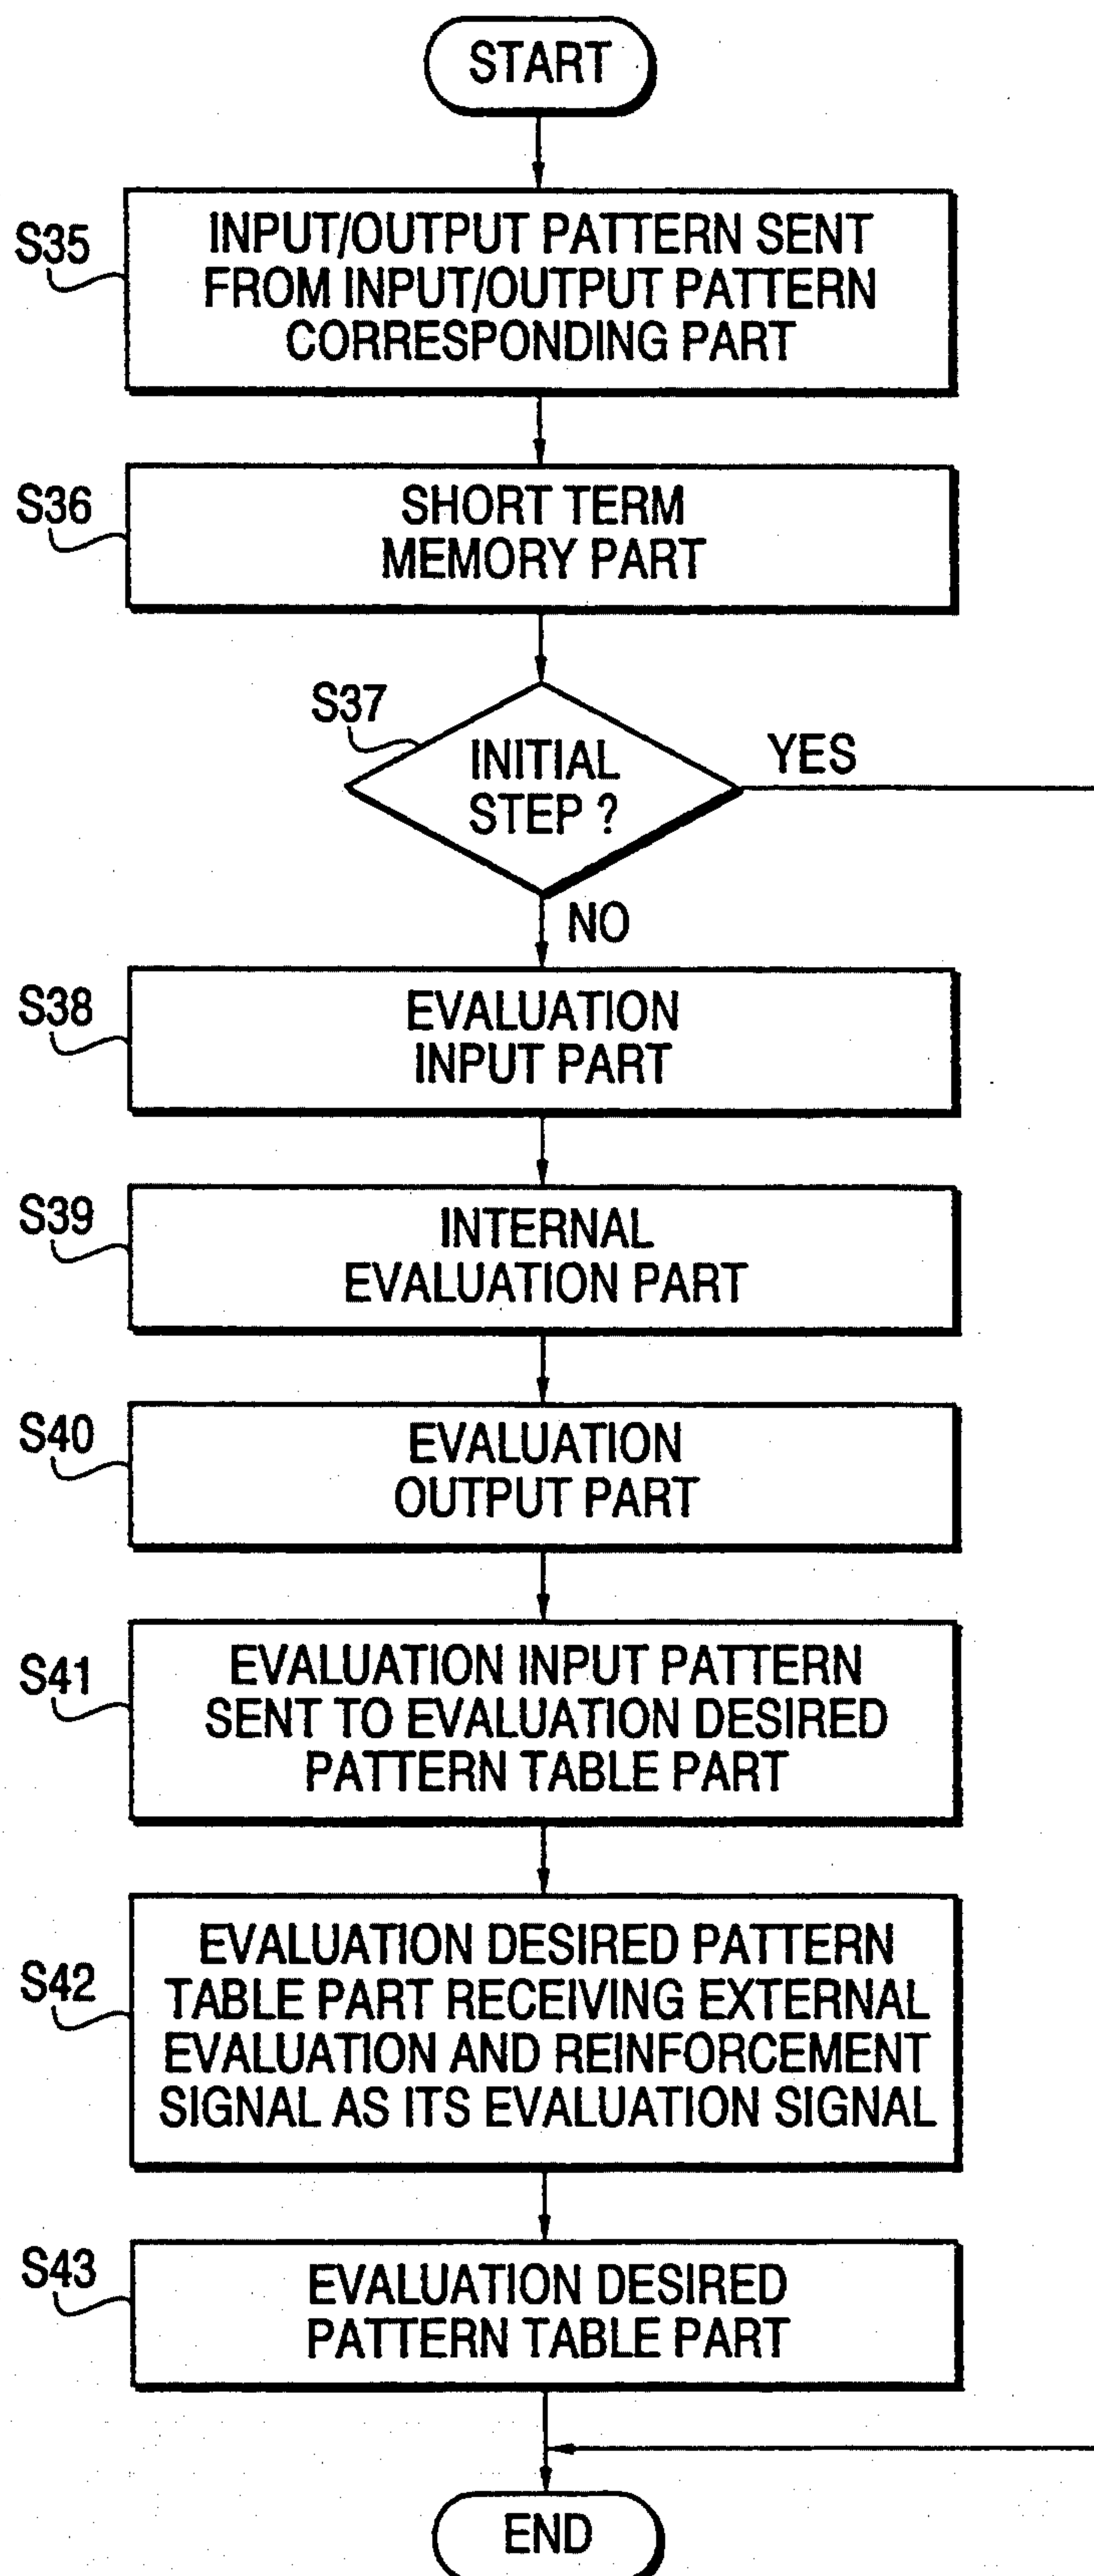 START
S35
INPUT/OUTPUT PATTERN SENT
FROM INPUT/OUTPUT PATTERN
CORRESPONDING PART
S36
SHORT TERM
MEMORY PART
S37
INITIAL
STEP ?
YES
NO
S38
EVALUATION
INPUT PART
S39
INTERNAL
EVALUATION PART
S40
EVALUATION
OUTPUT PART
S41
EVALUATION INPUT PATTERN
SENT TO EVALUATION DESIRED
PATTERN TABLE PART
S42
EVALUATION DESIRED PATTERN
TABLE PART RECEIVING EXTERNAL
EVALUATION AND REINFORCEMENT
SIGNAL AS ITS EVALUATION SIGNAL
S43
EVALUATION DESIRED
PATTERN TABLE PART
END